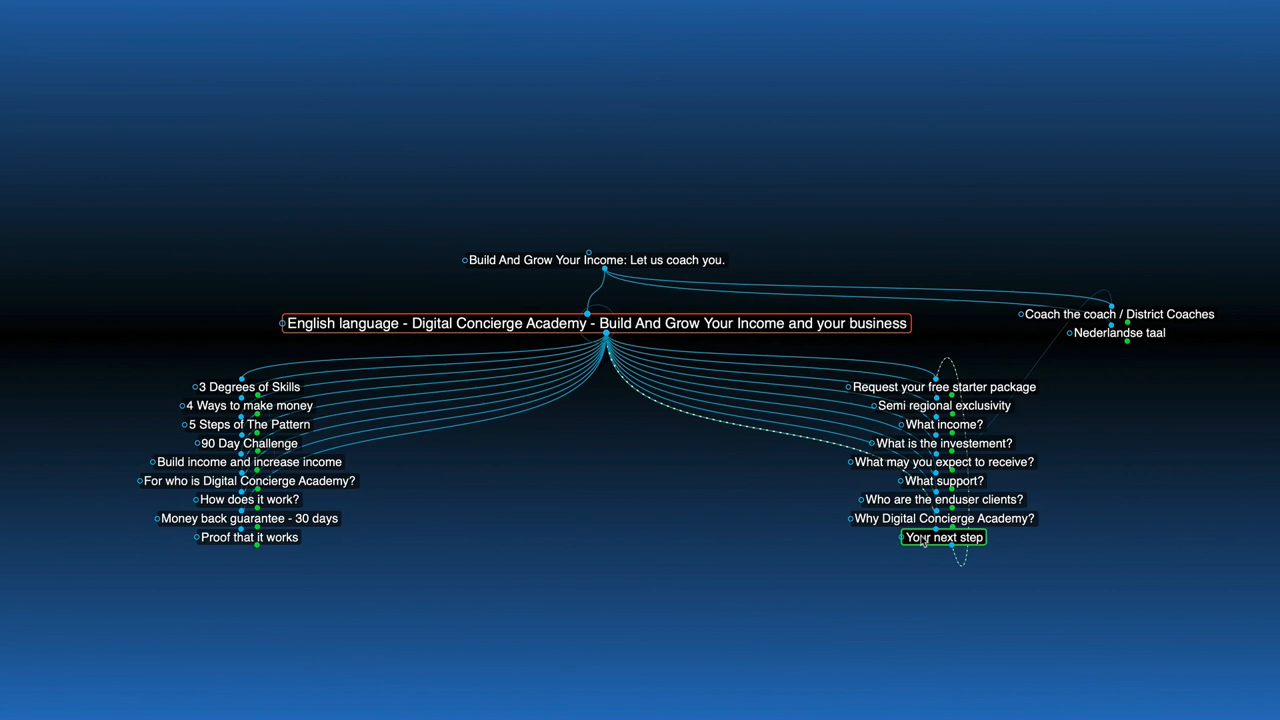 Build And Grow Your Income: Let us coach you.
English language - Digital Concierge Academy - Build And Grow Your Income and your business
Coach the coach / District Coaches
Nederlandse taal
3 Degrees of Skills
4 Ways to make money
5 Steps of The Pattern
90 Day Challenge
Build income and increase income
For who is Digital Concierge Academy?
How does it work?
Money back guarantee - 30 days
Proof that it works
Request your free starter package
Semi regional exclusivity
What income?
What is the investement?
What may you expect to receive?
What support?
Who are the enduser clients?
Why Digital Concierge Academy?
Your next step